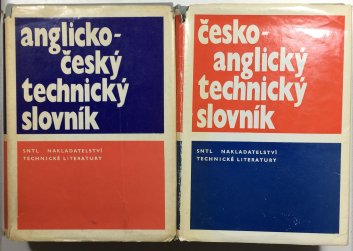 anglicko-
český
technický
slovník
SNTL NAKLADATELSTVÍ
TECHNICKÉ LITERATURY
česko-
anglický
technický
slovník
SNTL NAKLADATELSTVÍ
TECHNICKÉ LITERATURY